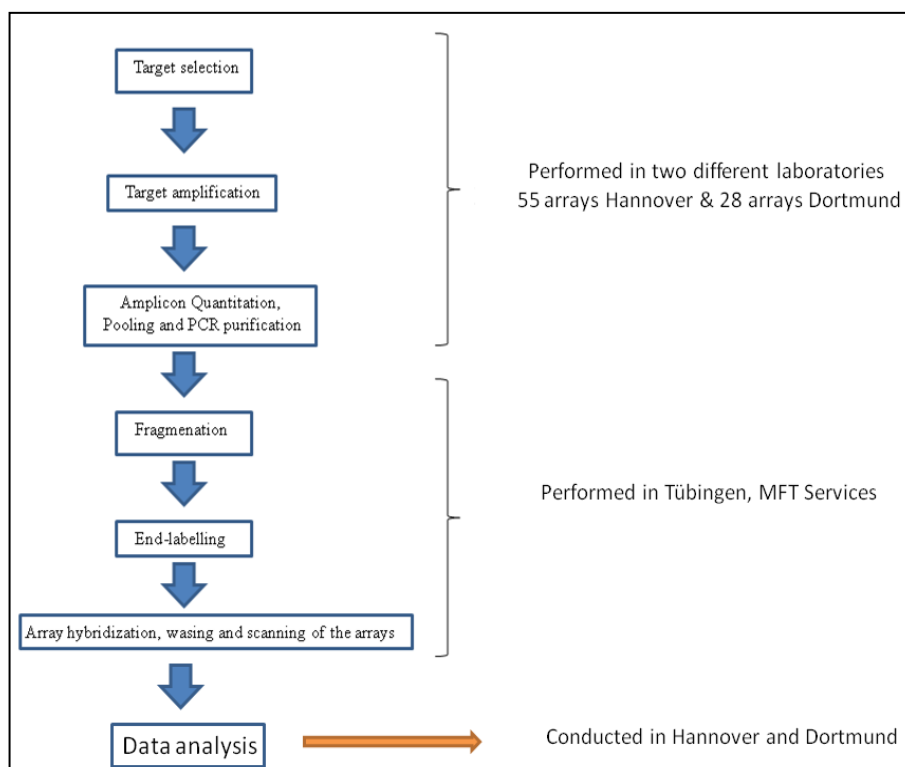 Target selection
Target amplification
Performed in two different laboratories
55 arrays Hannover & 28 arrays Dortmund
Amplicon Quantitation,
Pooling and PCR purification
Fragmenation
Performed in Tübingen, MFT Services
End-labelling
Array hybridization, wasing and scanning of the arrays
Data analysis
Conducted in Hannover and Dortmund